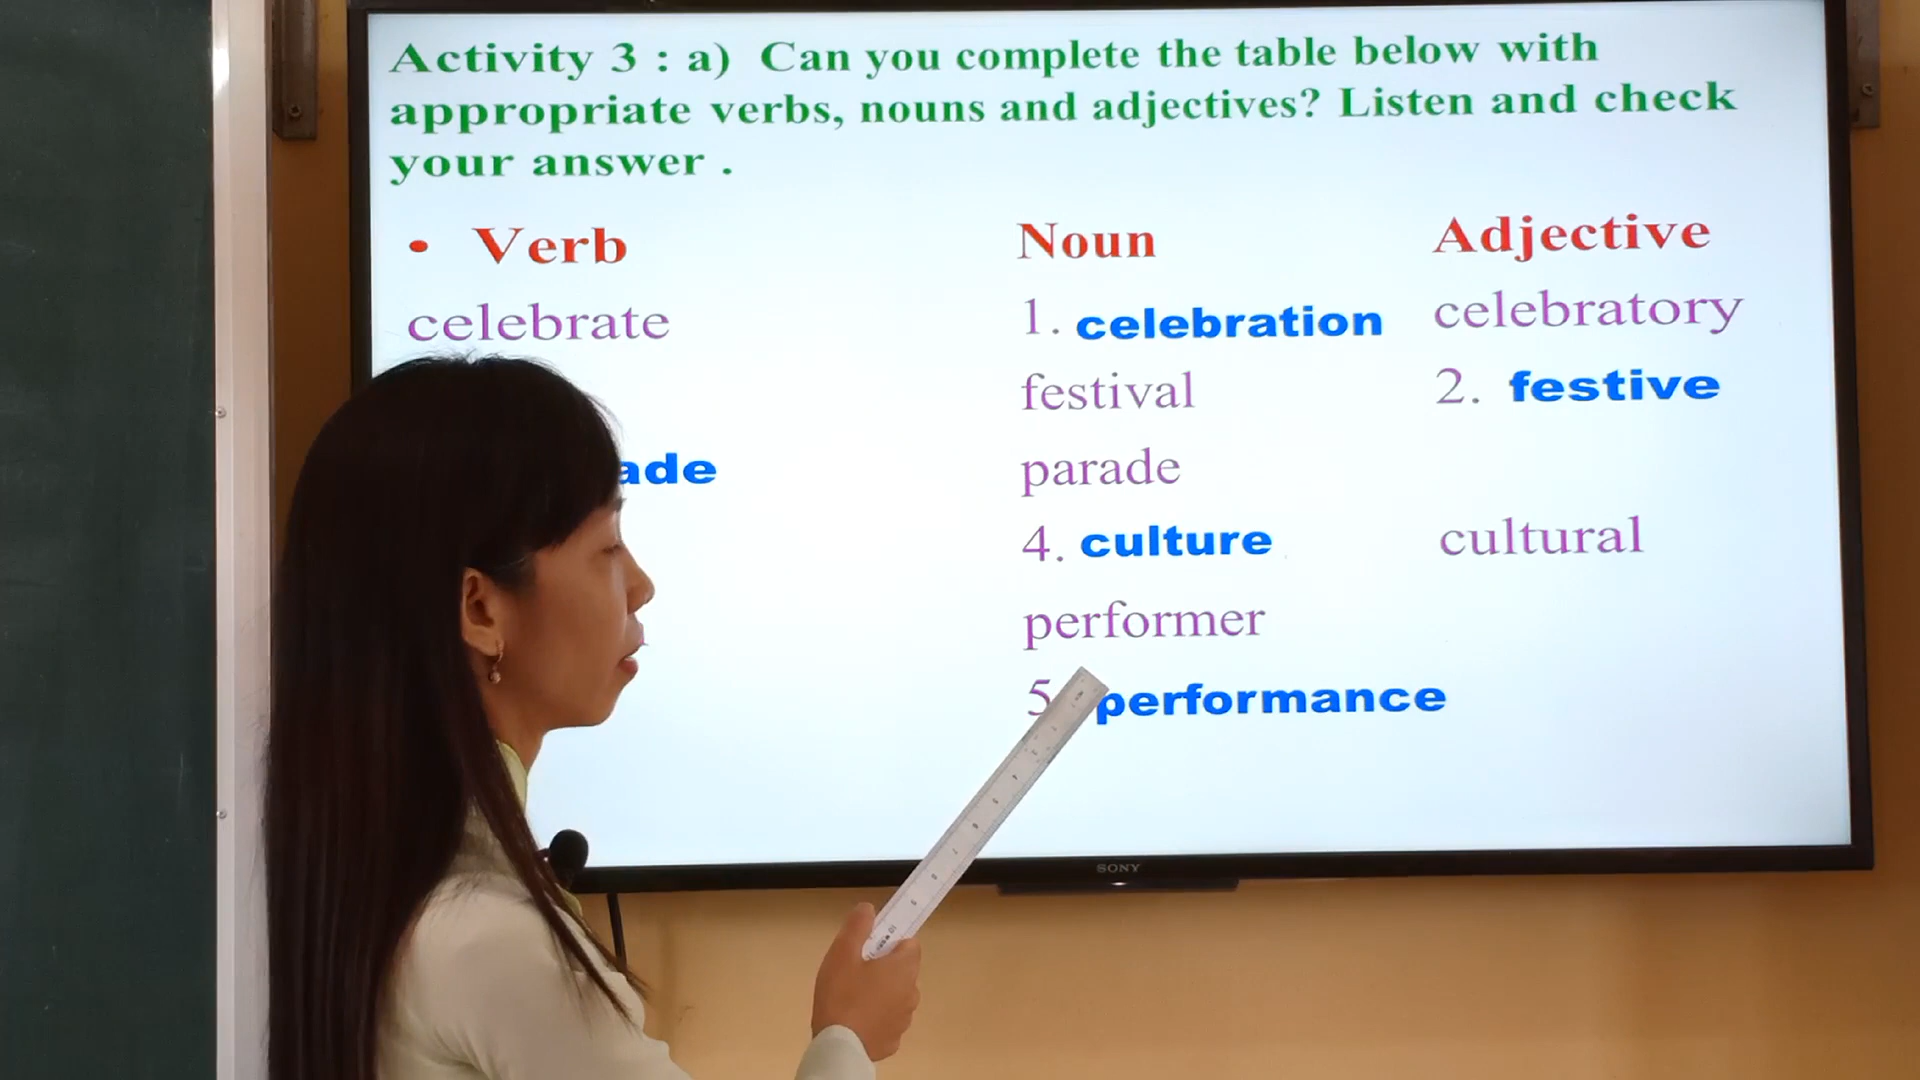 Activity 3 : a) Can you complete the table below with
appropriate verbs, nouns and adjectives? Listen and check
your answer .
• Verb Noun Adjective
celebrate 1. celebration celebratory
festival 2. festive
ade parade
4. culture cultural
performer
5 performance
SONY